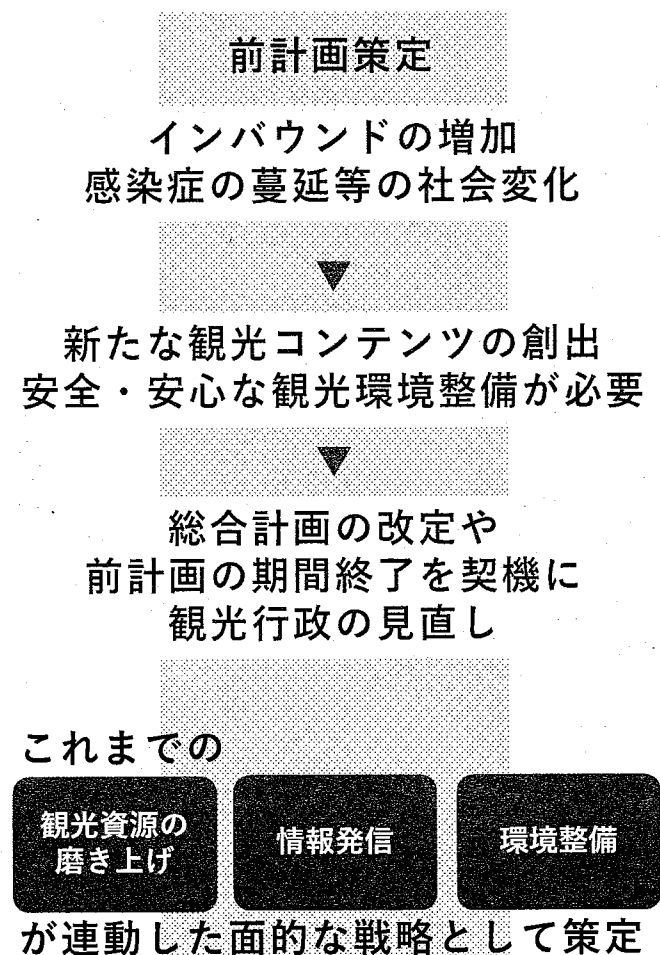 前計画策定
インバウンドの増加
感染症の蔓延等の社会変化
▼
新たな観光コンテンツの創出
安全・安心な観光環境整備が必要
▼
総合計画の改定や
前計画の期間終了を契機に
観光行政の見直し
これまでの
観光資源の
磨き上げ
情報発信
環境整備
が連動した面的な戦略として策定